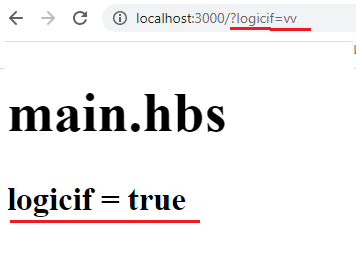 localhost:3000/?logicif=vv
main.hbs
logicif = true